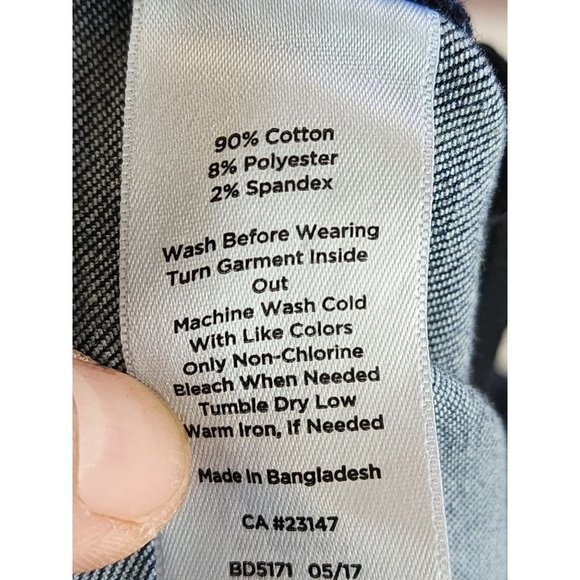 90% Cotton
8% Polyester
2% Spandex
Wash Before Wearing
Turn Garment Inside
Out
Machine Wash Cold
With Like Colors
Only Non-Chlorine
Bleach When Needed
Tumble Dry Low
Warm Iron, If Needed
Made In Bangladesh
CA #23147
BD5171 05/17